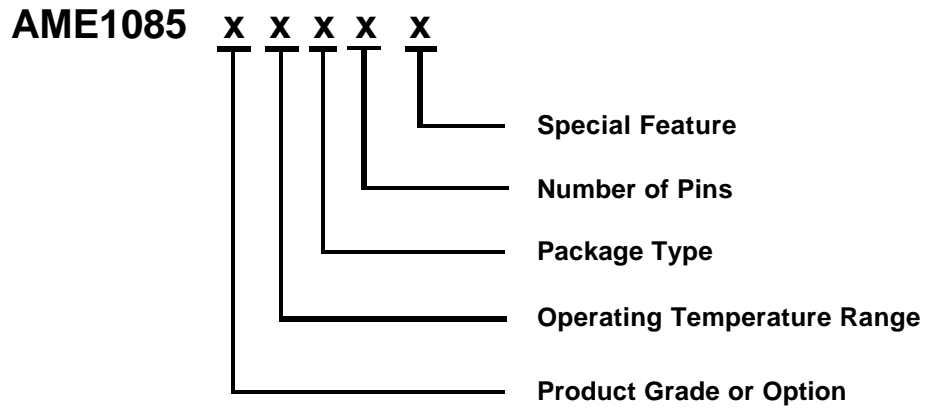 AME1085 x x x x x
Special Feature
Number of Pins
Package Type
Operating Temperature Range
Product Grade or Option